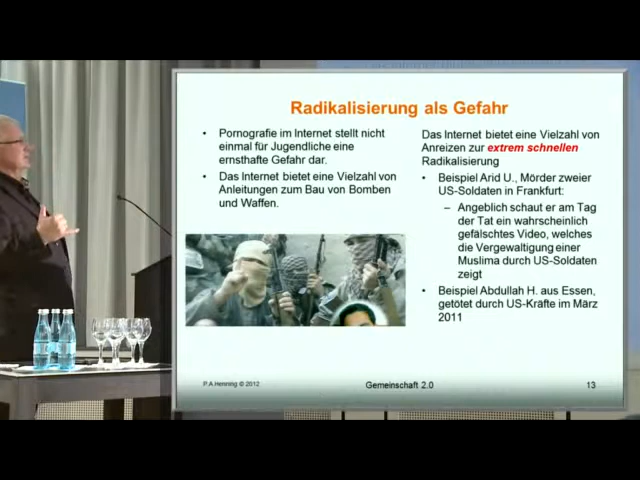 Radikalisierung als Gefahr
• Pornografie im Internet stellt nicht
einmal für Jugendliche eine
ernsthafte Gefahr dar.
• Das Internet bietet eine Vielzahl von
Anleitungen zum Bau von Bomben
und Waffen.
Das Internet bietet eine Vielzahl von
Anreizen zur extrem schnellen
Radikalisierung
• Beispiel Arid U., Mörder zweier
US-Soldaten in Frankfurt:
– Angeblich schaut er am Tag
der Tat ein wahrscheinlich
gefälschtes Video, welches
die Vergewaltigung einer
Muslima durch US-Soldaten
zeigt
• Beispiel Abdullah H. aus Essen,
getötet durch US-Kräfte im März
2011
P.A.Henning © 2012
Gemeinschaft 2.0
13